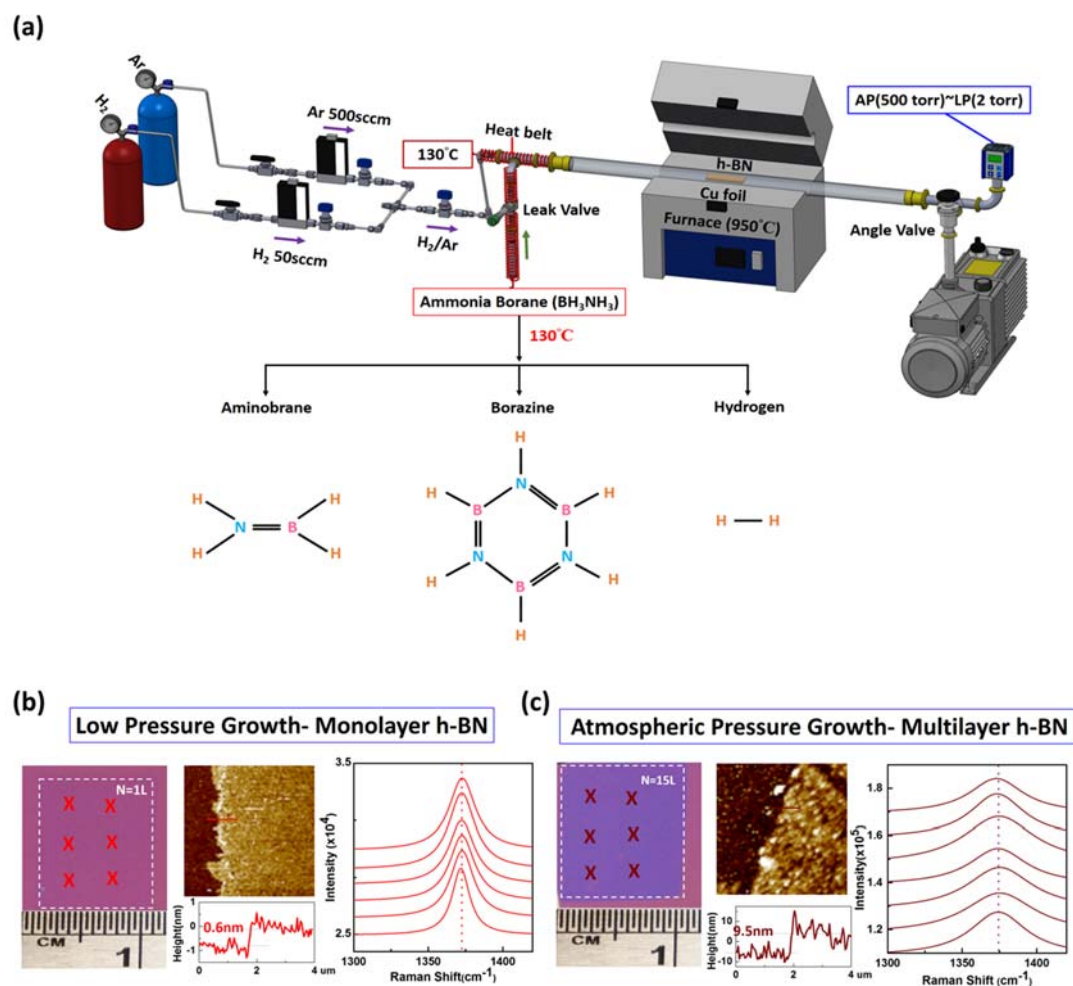 (a)
Ar
H₂
Ar 500sccm
H₂ 50sccm
H₂/Ar
130°C
Heat belt
Leak Valve
h-BN
Cu foil
Furnace (950℃)
AP(500 torr)~LP(2 torr)
Angle Valve
Ammonia Borane (BH₃NH₃)
130℃
Aminobrane
Borazine
Hydrogen
H
H
N
B
H
H
H
N
H
B
B
H
N
N
H
B
H
H
H
H
(b)
Low Pressure Growth- Monolayer h-BN
N=1L
X X
X X
X X
CM
1
Height(nm)
1
0
-1
0.6nm
0
2
4 um
Intensity (x10⁴)
3.5
2.5
1300
1350
1400
Raman Shift(cm⁻¹)
(c)
Atmospheric Pressure Growth- Multilayer h-BN
N=15L
X X
X X
X X
CM
1
Height(nm)
10
0
-10
9.5nm
0
2
4 um
Intensity(x10⁵)
1.8
1.6
1.4
1.2
1300
1350
1400
Raman Shift (cm⁻¹)